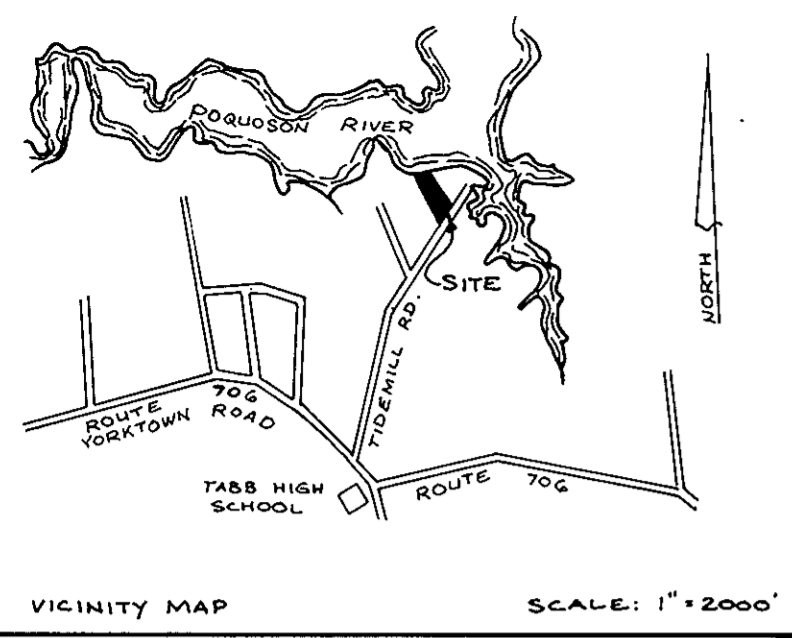 POQUOSON RIVER
SITE
NORTH
TIDEMILL RD.
ROUTE 706
YORKTOWN ROAD
TABB HIGH
SCHOOL
ROUTE 706
VICINITY MAP
SCALE: 1" = 2000'